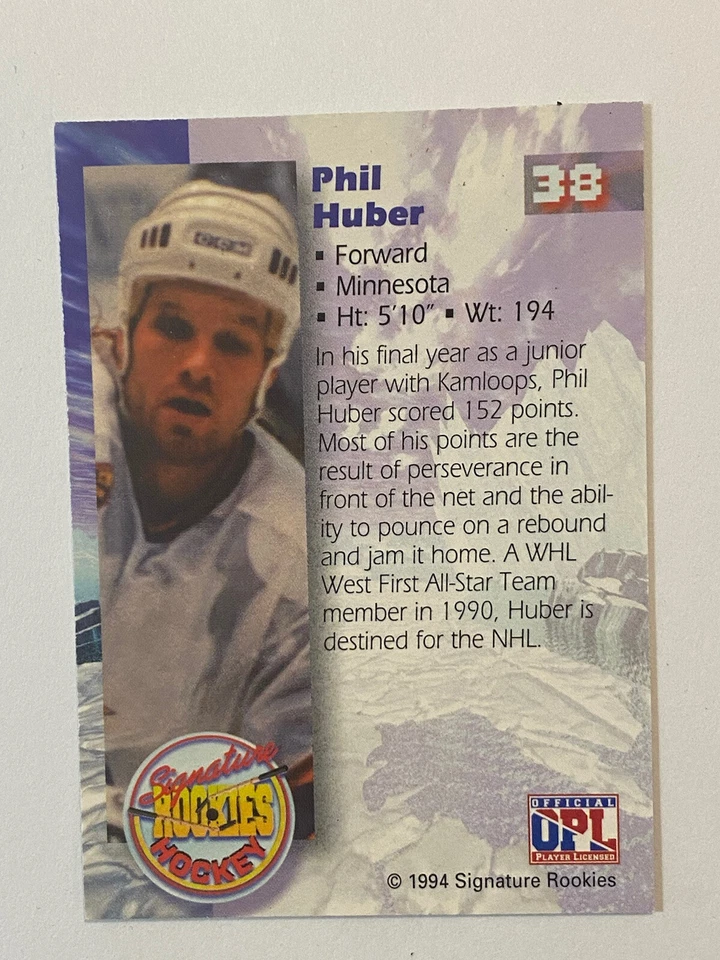 Phil
Huber
38
▪ Forward
▪ Minnesota
▪ Ht: 5'10" ▪ Wt: 194
In his final year as a junior
player with Kamloops, Phil
Huber scored 152 points.
Most of his points are the
result of perseverance in
front of the net and the abil-
ity to pounce on a rebound
and jam it home. A WHL
West First All-Star Team
member in 1990, Huber is
destined for the NHL.
Signature
ROOKIES
HOCKEY
OFFICIAL
OPL
PLAYER LICENSED
© 1994 Signature Rookies